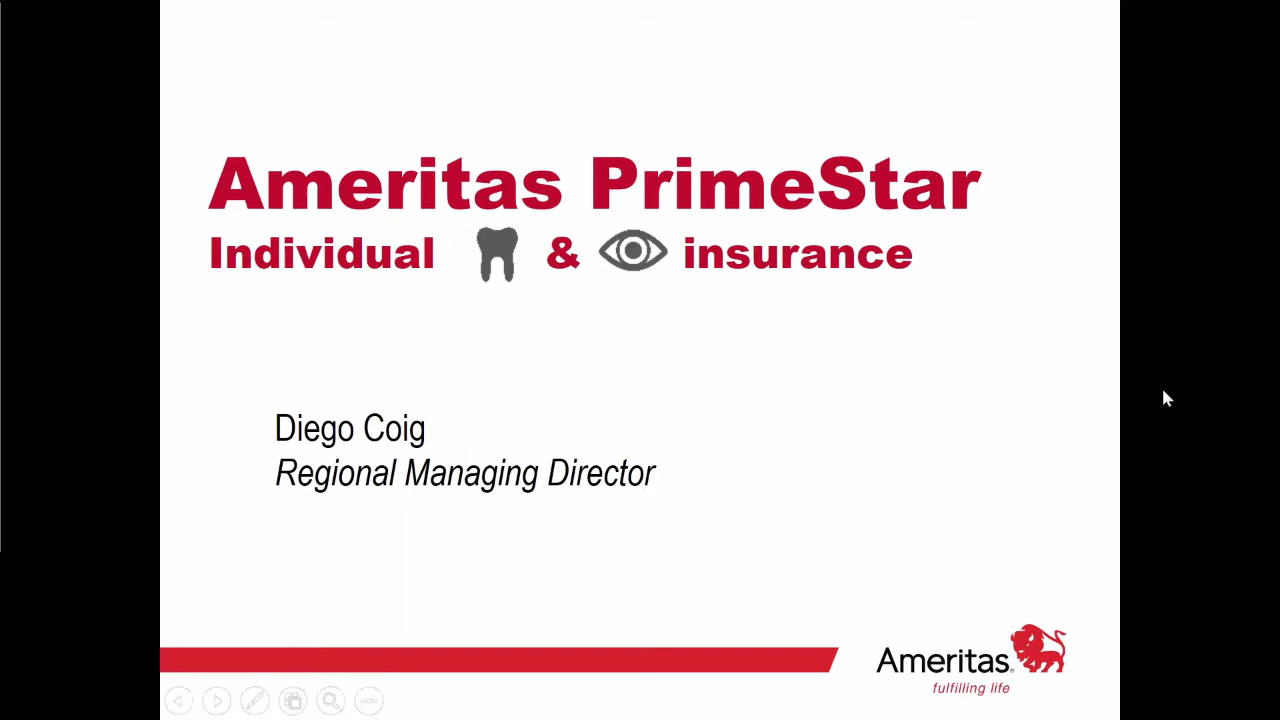 Ameritas PrimeStar
Individual & insurance
Diego Coig
Regional Managing Director
Ameritas®
fulfilling life